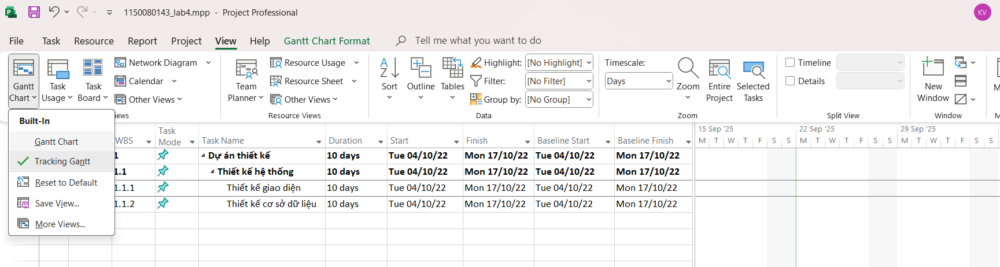 1150080143_lab4.mpp - Project Professional
KV
File Task Resource Report Project View Help Gantt Chart Format Tell me what you want to do
Gantt Chart
Task Usage
Task Board
Network Diagram
Calendar
Other Views
Team Planner
Resource Usage
Resource Sheet
Other Views
Resource Views
Sort
Outline
Tables
Highlight: [No Highlight]
Filter: [No Filter]
Group by: [No Group]
Data
Timescale:
Days
Zoom
Entire Project
Selected Tasks
Zoom
Timeline
Details
Split View
New Window
Window
Built-In
Gantt Chart
Tracking Gantt
Reset to Default
Save View...
More Views...
WBS Task Mode Task Name Duration Start Finish Baseline Start Baseline Finish
1 Dự án thiết kế 10 days Tue 04/10/22 Mon 17/10/22 Tue 04/10/22 Mon 17/10/22
1.1 Thiết kế hệ thống 10 days Tue 04/10/22 Mon 17/10/22 Tue 04/10/22 Mon 17/10/22
1.1.1 Thiết kế giao diện 10 days Tue 04/10/22 Mon 17/10/22 Tue 04/10/22 Mon 17/10/22
1.1.2 Thiết kế cơ sở dữ liệu 10 days Tue 04/10/22 Mon 17/10/22 Tue 04/10/22 Mon 17/10/22
15 Sep '25 22 Sep '25 29 Sep '25
M T W T F S S M T W T F S S M T W T F S S